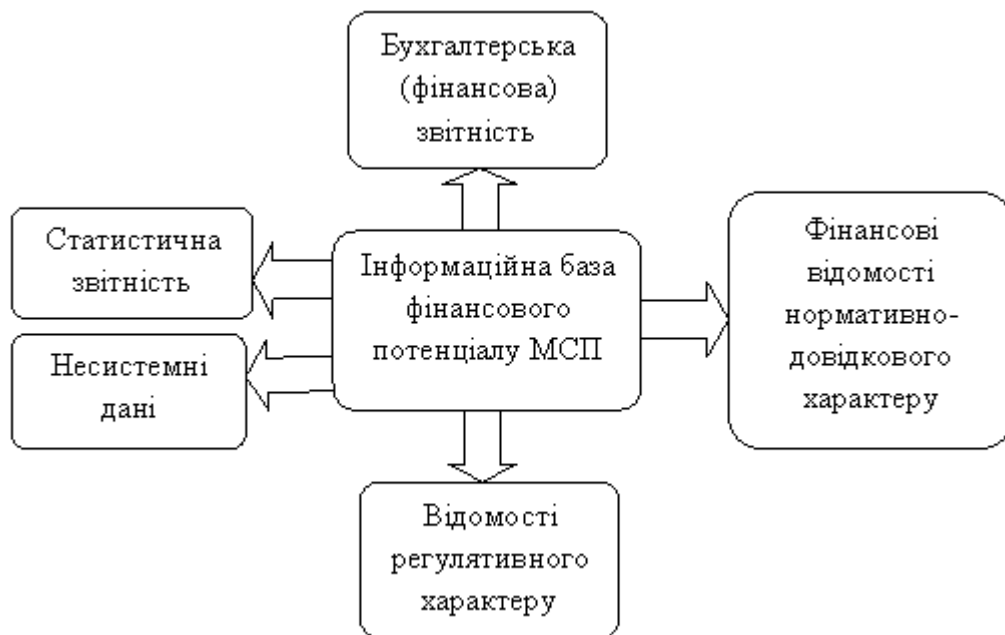 Бухгалтерська
(фінансова)
звітність
Статистична
звітність
Інформаційна база
фінансового
потенціалу МСП
Фінансові
відомості
нормативно-
довідкового
характеру
Несистемні
дані
Відомості
регулятивного
характеру